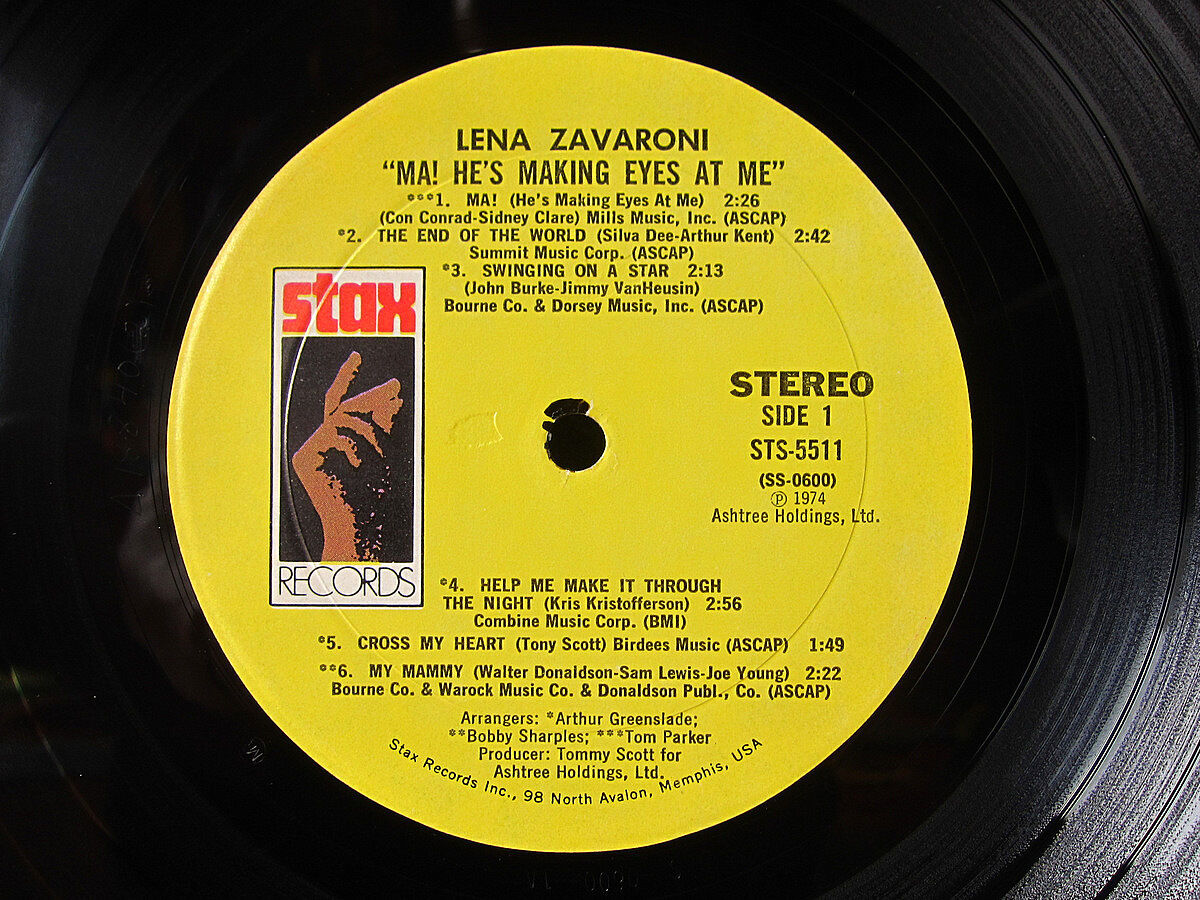 LENA ZAVARONI
"MA! HE'S MAKING EYES AT ME"
***1. MA! (He's Making Eyes At Me) 2:26
(Con Conrad-Sidney Clare) Mills Music, Inc. (ASCAP)
*2. THE END OF THE WORLD (Silva Dee-Arthur Kent) 2:42
Summit Music Corp. (ASCAP)
*3. SWINGING ON A STAR 2:13
(John Burke-Jimmy VanHeusin)
Bourne Co. & Dorsey Music, Inc. (ASCAP)
stax
RECORDS
STEREO
SIDE 1
STS-5511
(SS-0600)
℗ 1974
Ashtree Holdings, Ltd.
*4. HELP ME MAKE IT THROUGH
THE NIGHT (Kris Kristofferson) 2:56
Combine Music Corp. (BMI)
*5. CROSS MY HEART (Tony Scott) Birdees Music (ASCAP) 1:49
**6. MY MAMMY (Walter Donaldson-Sam Lewis-Joe Young) 2:22
Bourne Co. & Warock Music Co. & Donaldson Publ., Co. (ASCAP)
Arrangers: *Arthur Greenslade;
**Bobby Sharples; ***Tom Parker
Producer: Tommy Scott for
Ashtree Holdings, Ltd.
Stax Records Inc., 98 North Avalon, Memphis, USA